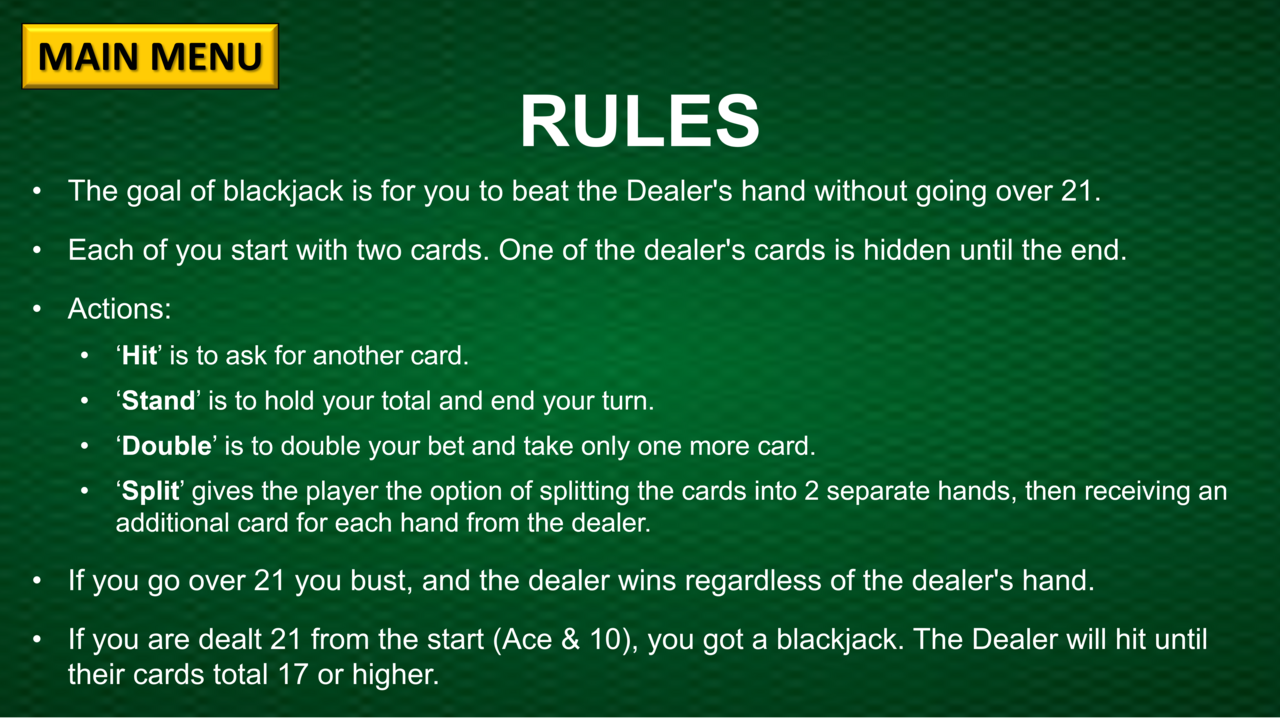 MAIN MENU
RULES
• The goal of blackjack is for you to beat the Dealer's hand without going over 21.
• Each of you start with two cards. One of the dealer's cards is hidden until the end.
• Actions:
• ‘Hit’ is to ask for another card.
• ‘Stand’ is to hold your total and end your turn.
• ‘Double’ is to double your bet and take only one more card.
• ‘Split’ gives the player the option of splitting the cards into 2 separate hands, then receiving an
additional card for each hand from the dealer.
• If you go over 21 you bust, and the dealer wins regardless of the dealer's hand.
• If you are dealt 21 from the start (Ace & 10), you got a blackjack. The Dealer will hit until
their cards total 17 or higher.